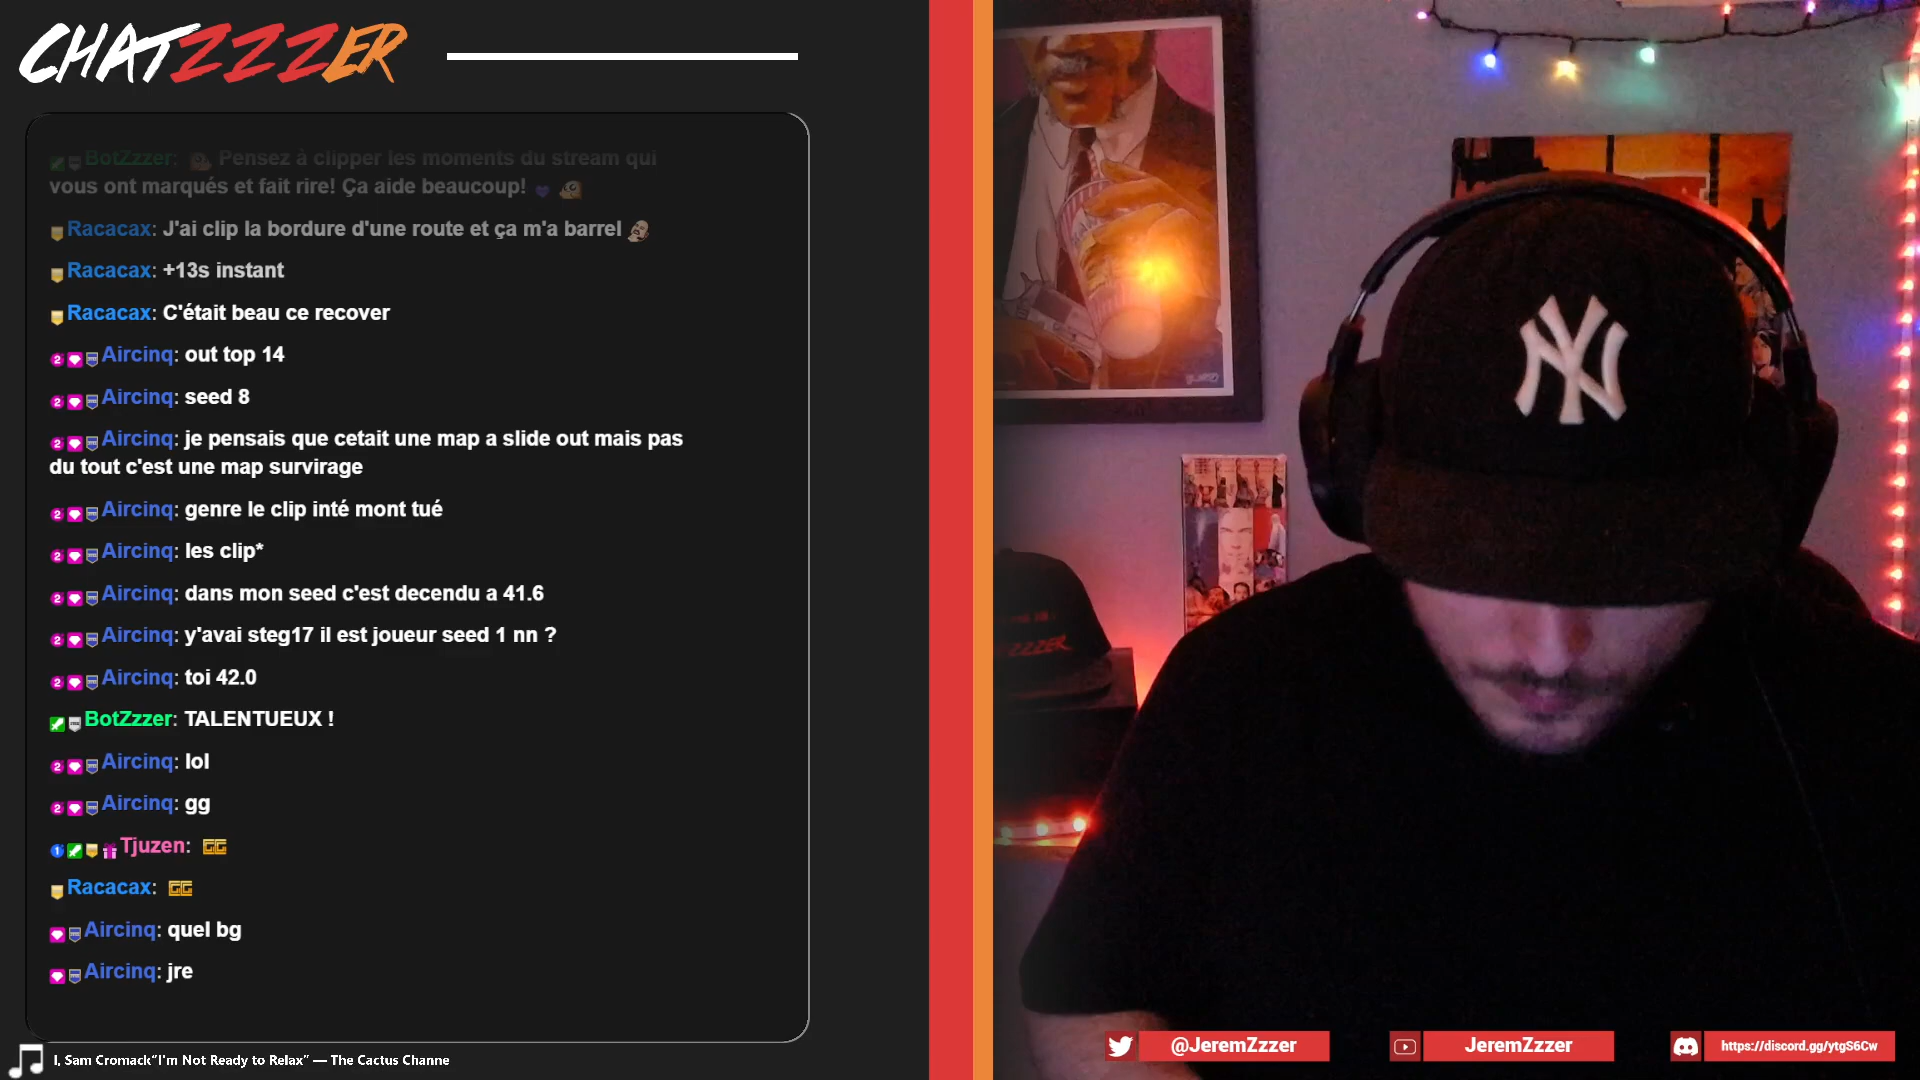 CHATZZZER
BotZzzer: Pensez à clipper les moments du stream qui
vous ont marqués et fait rire! Ça aide beaucoup!
Racacax: J'ai clip la bordure d'une route et ça m'a barrel
Racacax: +13s instant
Racacax: C'était beau ce recover
Aircinq: out top 14
Aircinq: seed 8
Aircinq: je pensais que cetait une map a slide out mais pas
du tout c'est une map survirage
Aircinq: genre le clip inté mont tué
Aircinq: les clip*
Aircinq: dans mon seed c'est decendu a 41.6
Aircinq: y'avai steg17 il est joueur seed 1 nn ?
Aircinq: toi 42.0
BotZzzer: TALENTUEUX !
Aircinq: lol
Aircinq: gg
Tjuzen: GG
Racacax: GG
Aircinq: quel bg
Aircinq: jre
I, Sam Cromack“I'm Not Ready to Relax” — The Cactus Channe
NY
ZZZER
@JeremZzzer
JeremZzzer
https://discord.gg/ytgS6Cw